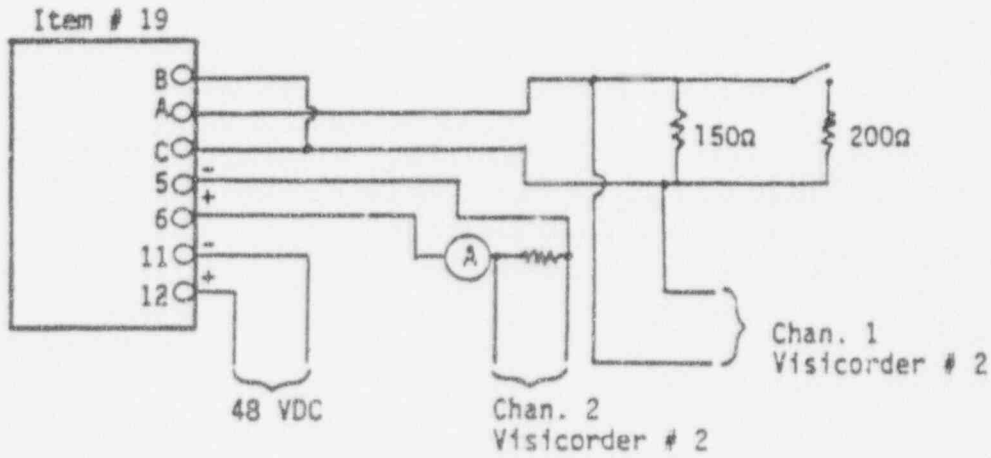 Item # 19
B
A
C
-
5
+
6
-
11
+
12
A
150Ω
200Ω
48 VDC
Chan. 2
Visicorder # 2
Chan. 1
Visicorder # 2